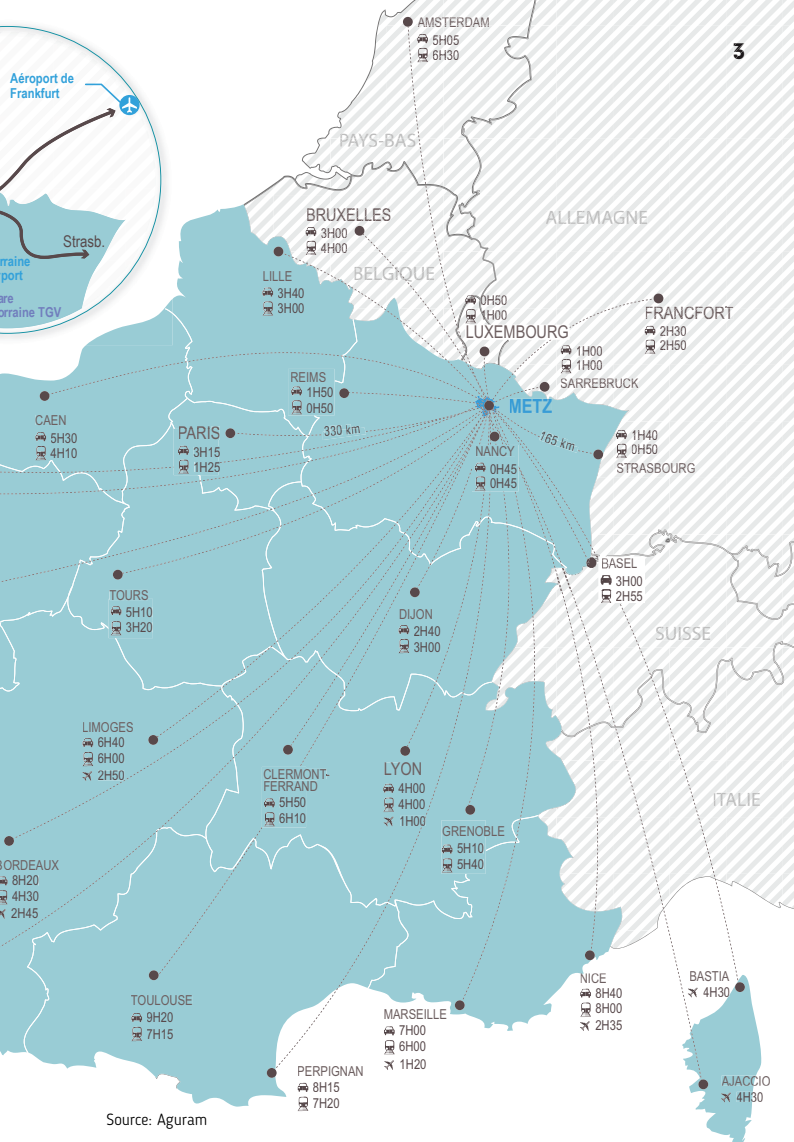 3
AMSTERDAM
5H05
6H30
Aéroport de
Frankfurt
PAYS-BAS
BRUXELLES
3H00
4H00
ALLEMAGNE
Strasb.
BELGIQUE
LILLE
3H40
3H00
0H50
1H00
LUXEMBOURG
FRANCFORT
2H30
2H50
1H00
1H00
SARREBRUCK
REIMS
1H50
0H50
METZ
CAEN
5H30
4H10
PARIS
3H15
1H25
330 km
165 km
1H40
0H50
STRASBOURG
NANCY
0H45
0H45
BASEL
3H00
2H55
TOURS
5H10
3H20
DIJON
2H40
3H00
SUISSE
LIMOGES
6H40
6H00
2H50
CLERMONT-
FERRAND
5H50
6H10
LYON
4H00
4H00
1H00
ITALIE
GRENOBLE
5H10
5H40
BORDEAUX
8H20
4H30
2H45
TOULOUSE
9H20
7H15
MARSEILLE
7H00
6H00
1H20
NICE
8H40
8H00
2H35
BASTIA
4H30
PERPIGNAN
8H15
7H20
AJACCIO
4H30
Source: Aguram
rraine
port
are
orraine TGV